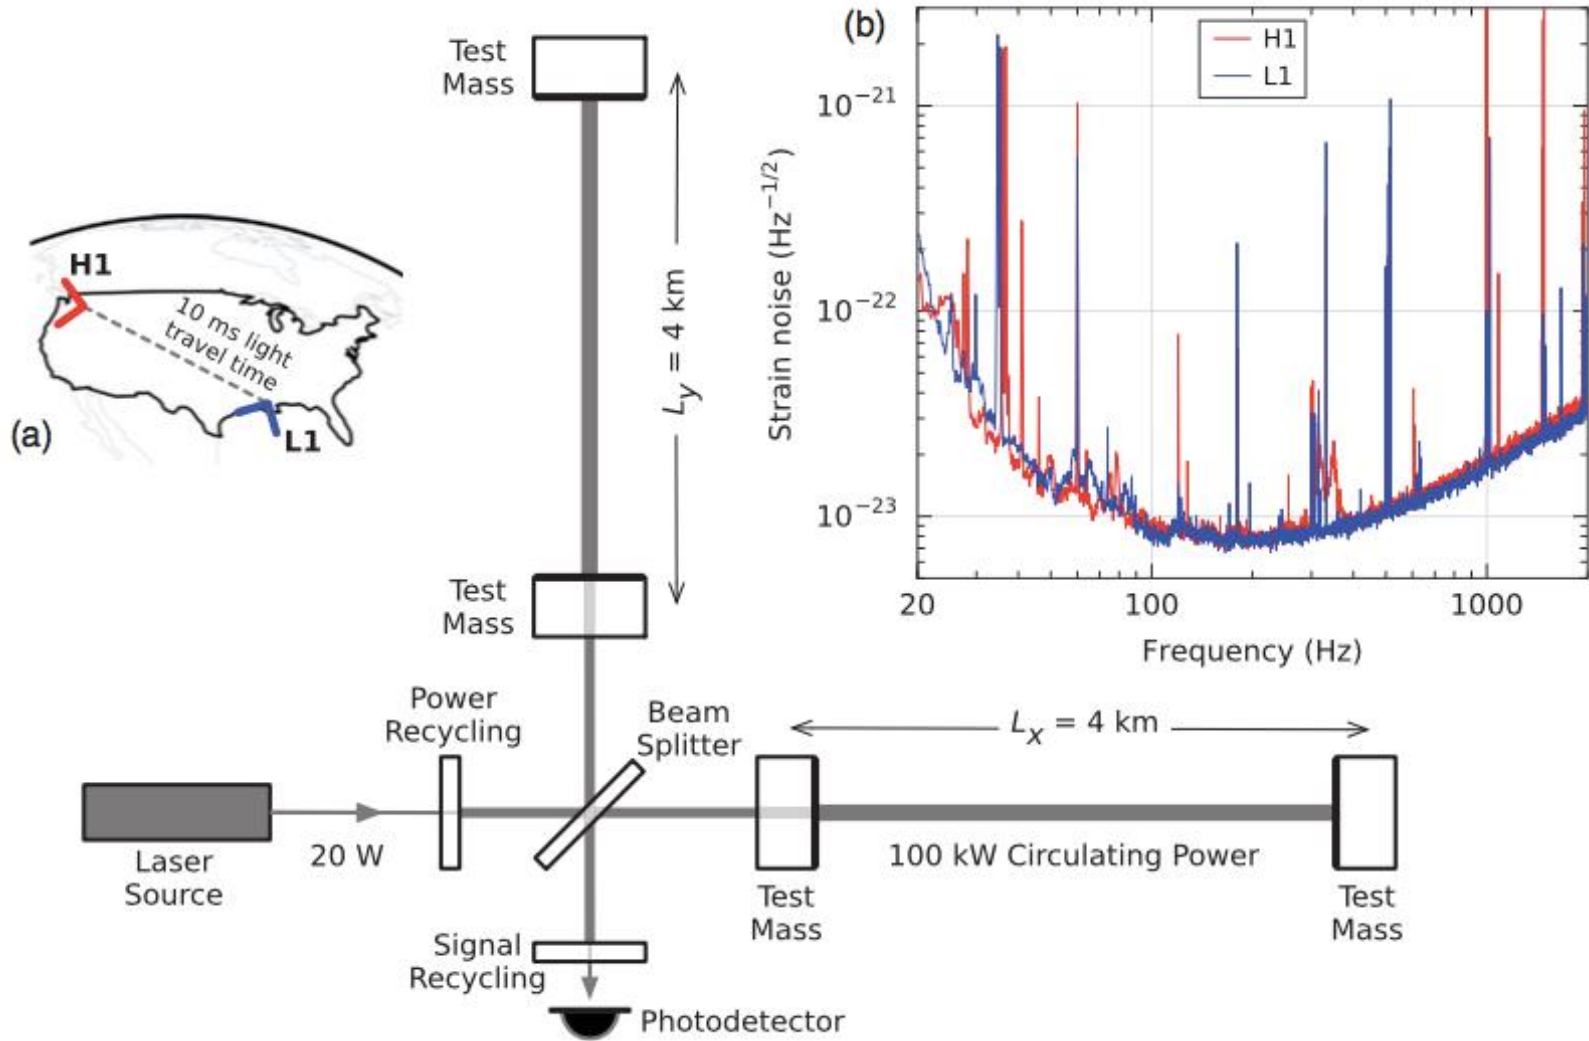 (a)
H1
10 ms light
travel time
L1
Test
Mass
L_y = 4 km
Test
Mass
Power
Recycling
Beam
Splitter
L_x = 4 km
Laser
Source
20 W
100 kW Circulating Power
Test
Mass
Test
Mass
Signal
Recycling
Photodetector
(b)
H1
L1
Strain noise (Hz^{-1/2})
10^{-21}
10^{-22}
10^{-23}
20
100
1000
Frequency (Hz)